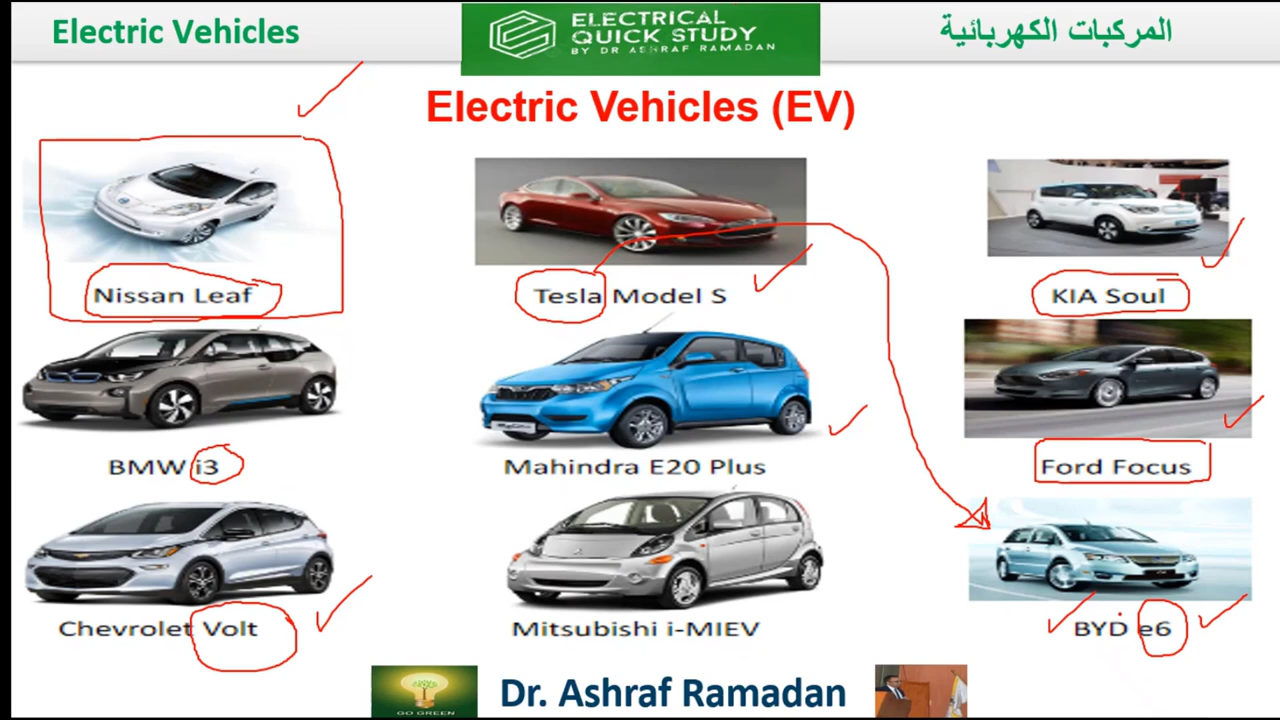 Electric Vehicles
ELECTRICAL
QUICK STUDY
BY DR ASHRAF RAMADAN
المركبات الكهربائية
Electric Vehicles (EV)
Nissan Leaf
Tesla Model S
KIA Soul
BMW i3
Mahindra E20 Plus
Ford Focus
Chevrolet Volt
Mitsubishi i-MIEV
BYD e6
GO GREEN
Dr. Ashraf Ramadan